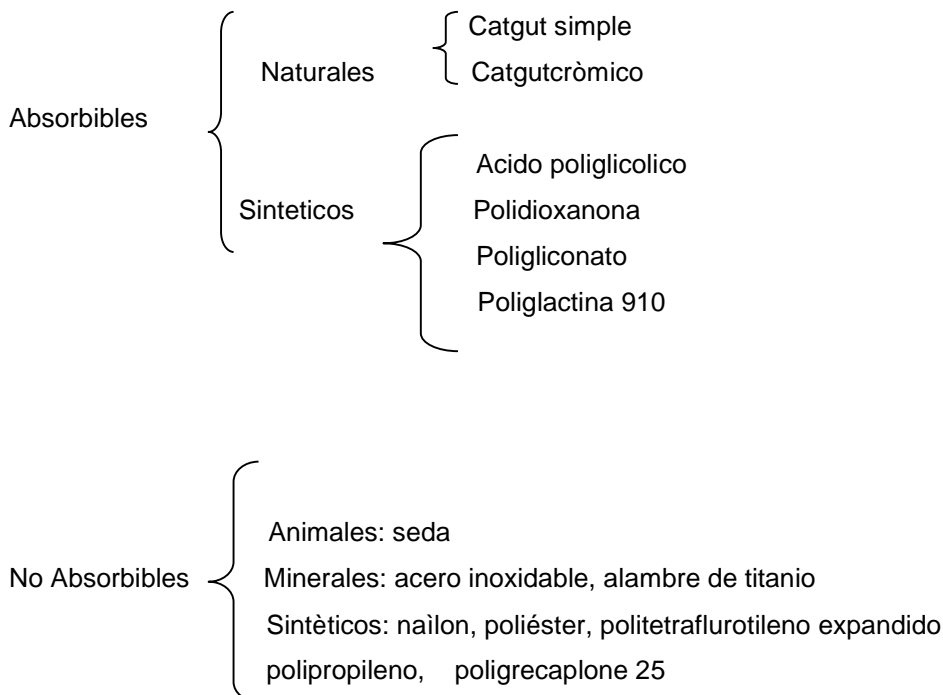 Catgut simple
Naturales
Catgutcròmico
Absorbibles
Acido poliglicolico
Sinteticos
Polidioxanona
Poligliconato
Poliglactina 910
Animales: seda
No Absorbibles
Minerales: acero inoxidable, alambre de titanio
Sintèticos: naìlon, poliéster, politetraflurotileno expandido
polipropileno, poligrecaplone 25